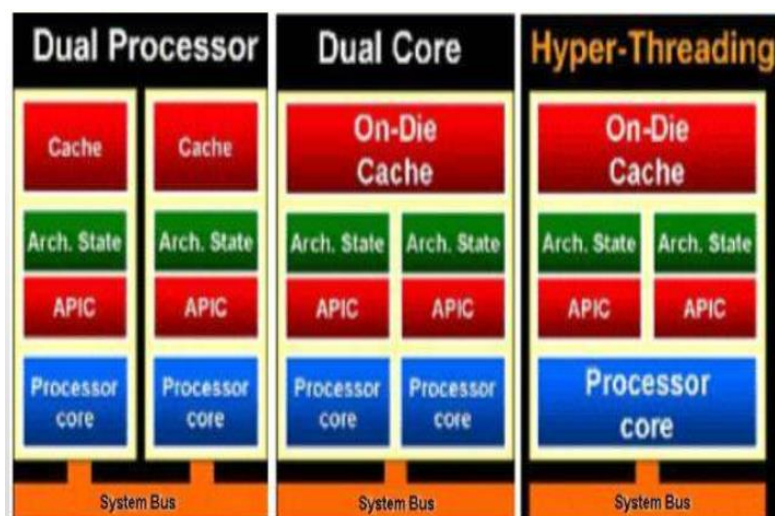 Dual Processor
Cache
Cache
Arch. State
Arch. State
APIC
APIC
Processor
core
Processor
core
System Bus
Dual Core
On-Die
Cache
Arch. State
Arch. State
APIC
APIC
Processor
core
Processor
core
System Bus
Hyper-Threading
On-Die
Cache
Arch. State
Arch. State
APIC
APIC
Processor
core
System Bus